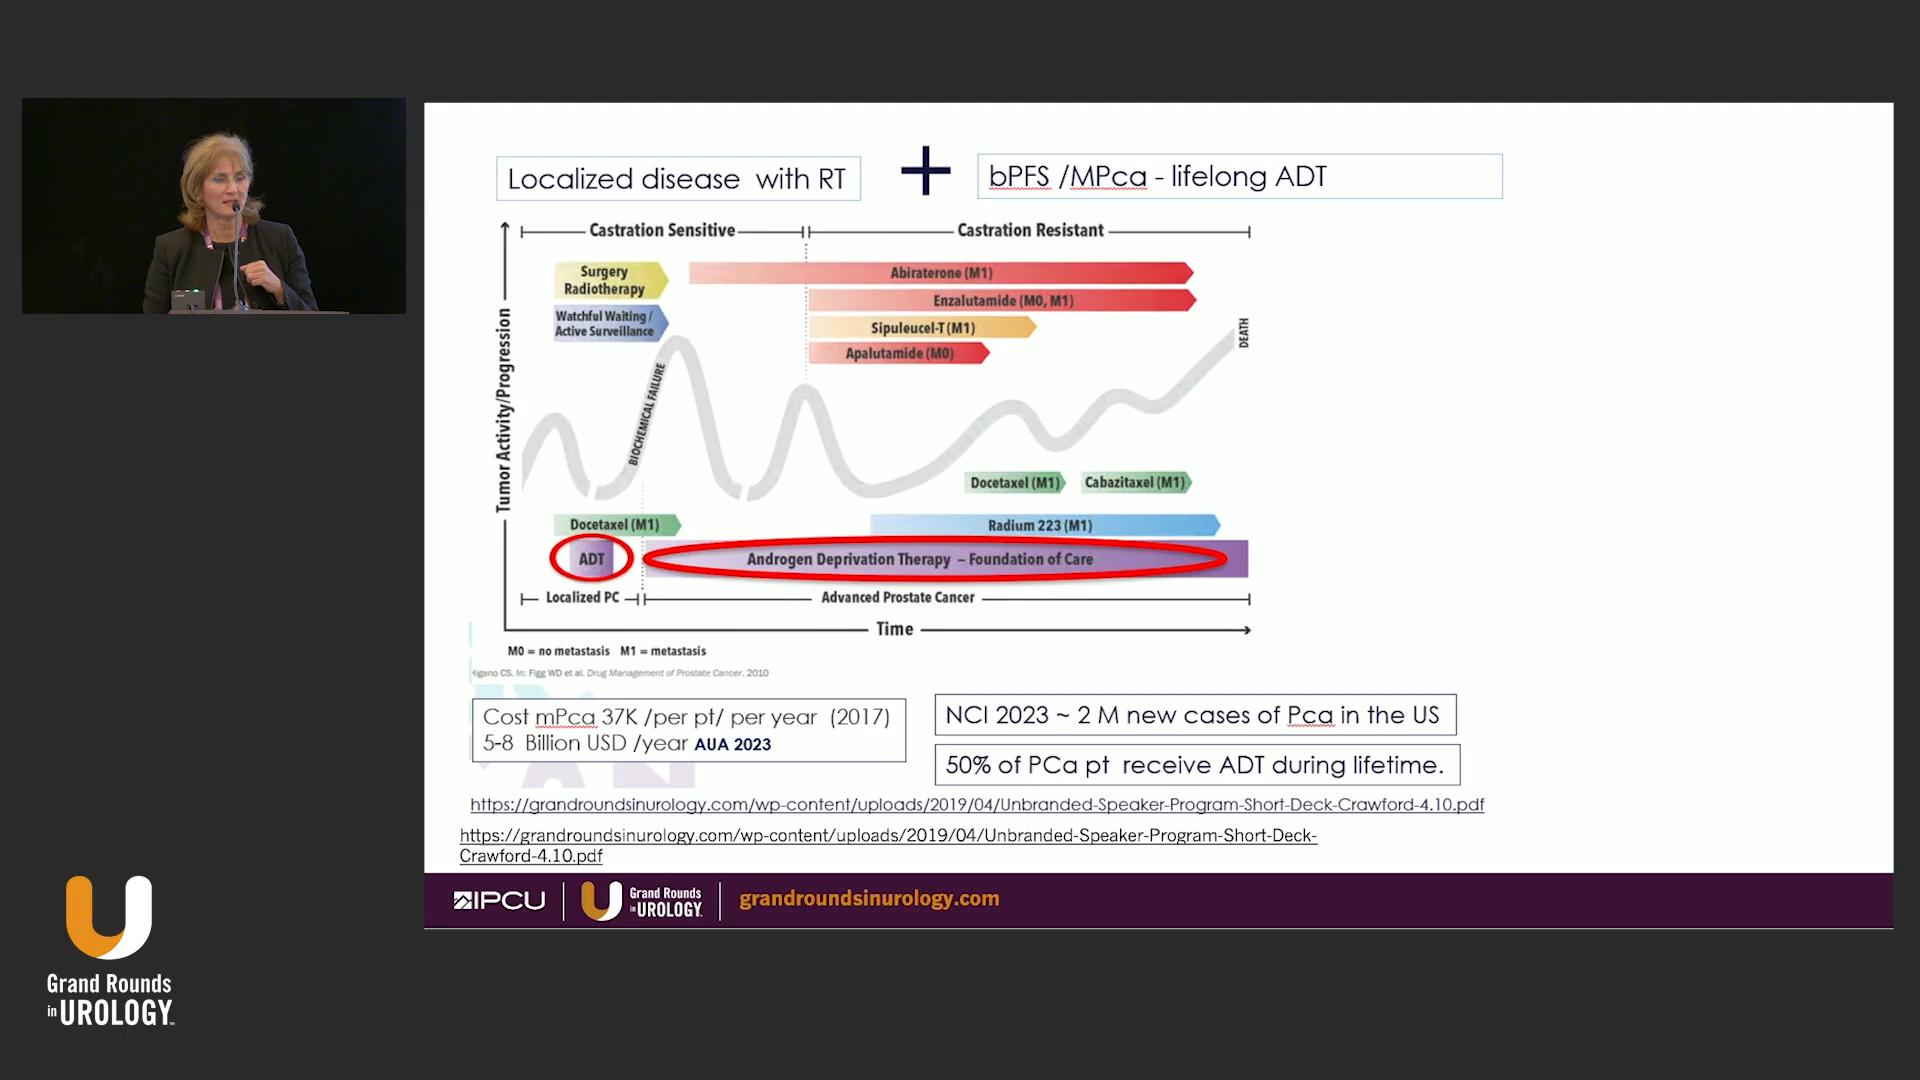 Localized disease with RT
+
bPFS /MPca - lifelong ADT
Castration Sensitive
Castration Resistant
Surgery
Radiotherapy
Watchful Waiting /
Active Surveillance
Abiraterone (M1)
Enzalutamide (M0, M1)
Sipuleucel-T (M1)
Apalutamide (M0)
Tumor Activity/Progression
BIOCHEMICAL FAILURE
DEATH
Docetaxel (M1)
Cabazitaxel (M1)
Docetaxel (M1)
Radium 223 (M1)
ADT
Androgen Deprivation Therapy – Foundation of Care
Localized PC
Advanced Prostate Cancer
Time
M0 = no metastasis M1 = metastasis
Higano CS. In: Figg WD et al. Drug Management of Prostate Cancer. 2010
Cost mPca 37K /per pt/ per year (2017)
5-8 Billion USD /year AUA 2023
NCI 2023 ~ 2 M new cases of Pca in the US
50% of PCa pt receive ADT during lifetime.
https://grandroundsinurology.com/wp-content/uploads/2019/04/Unbranded-Speaker-Program-Short-Deck-Crawford-4.10.pdf
https://grandroundsinurology.com/wp-content/uploads/2019/04/Unbranded-Speaker-Program-Short-Deck-
Crawford-4.10.pdf
IPCU
Grand Rounds
in UROLOGY
grandroundsinurology.com
Grand Rounds
in UROLOGY™